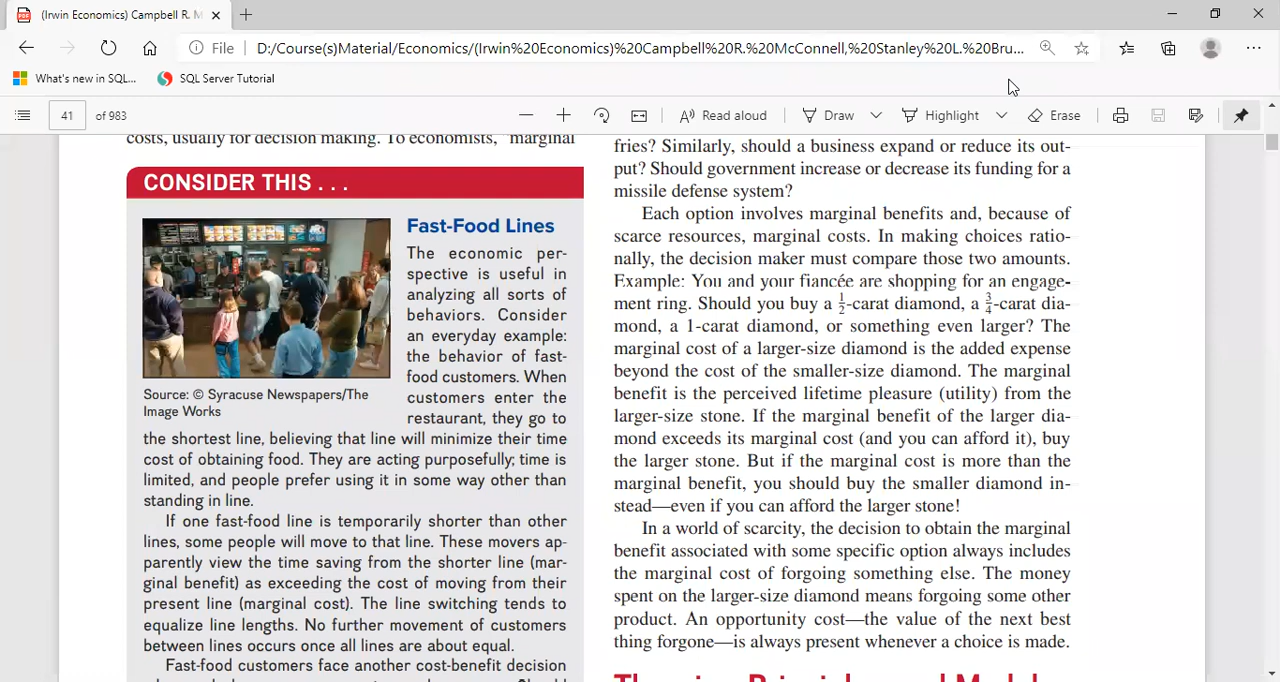 (Irwin Economics) Campbell R. M
File
D:/Course(s)Material/Economics/(Irwin%20Economics)%20Campbell%20R.%20McConnell,%20Stanley%20L.%20Bru...
What's new in SQL...
SQL Server Tutorial
41 of 983
Read aloud
Draw
Highlight
Erase
costs, usually for decision making. To economists, "marginal
CONSIDER THIS . . .
Fast-Food Lines
The economic per-
spective is useful in
analyzing all sorts of
behaviors. Consider
an everyday example:
the behavior of fast-
food customers. When
customers enter the
restaurant, they go to
Source: © Syracuse Newspapers/The
Image Works
the shortest line, believing that line will minimize their time
cost of obtaining food. They are acting purposefully; time is
limited, and people prefer using it in some way other than
standing in line.
If one fast-food line is temporarily shorter than other
lines, some people will move to that line. These movers ap-
parently view the time saving from the shorter line (mar-
ginal benefit) as exceeding the cost of moving from their
present line (marginal cost). The line switching tends to
equalize line lengths. No further movement of customers
between lines occurs once all lines are about equal.
Fast-food customers face another cost-benefit decision
fries? Similarly, should a business expand or reduce its out-
put? Should government increase or decrease its funding for a
missile defense system?
Each option involves marginal benefits and, because of
scarce resources, marginal costs. In making choices ratio-
nally, the decision maker must compare those two amounts.
Example: You and your fiancée are shopping for an engage-
ment ring. Should you buy a ½-carat diamond, a ¾-carat dia-
mond, a 1-carat diamond, or something even larger? The
marginal cost of a larger-size diamond is the added expense
beyond the cost of the smaller-size diamond. The marginal
benefit is the perceived lifetime pleasure (utility) from the
larger-size stone. If the marginal benefit of the larger dia-
mond exceeds its marginal cost (and you can afford it), buy
the larger stone. But if the marginal cost is more than the
marginal benefit, you should buy the smaller diamond in-
stead—even if you can afford the larger stone!
In a world of scarcity, the decision to obtain the marginal
benefit associated with some specific option always includes
the marginal cost of forgoing something else. The money
spent on the larger-size diamond means forgoing some other
product. An opportunity cost—the value of the next best
thing forgone—is always present whenever a choice is made.